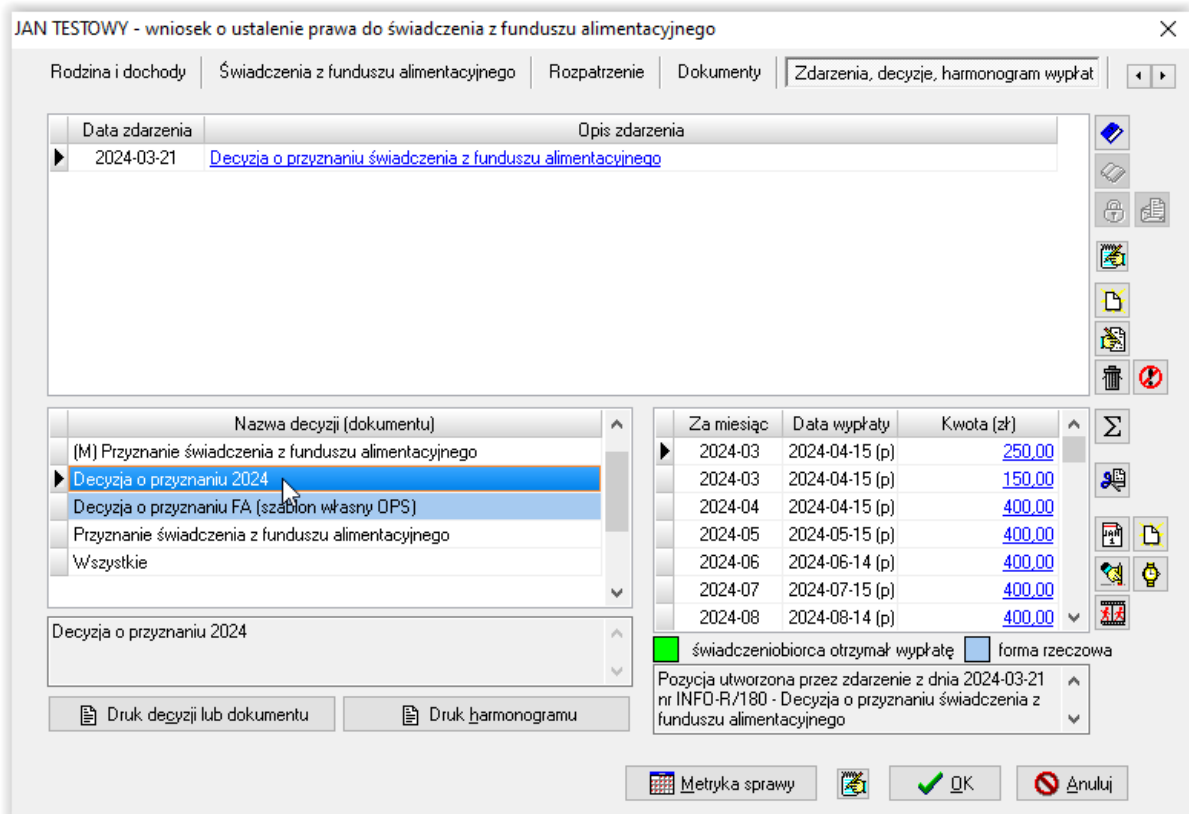 JAN TESTOWY - wniosek o ustalenie prawa do świadczenia z funduszu alimentacyjnego
Rodzina i dochody Świadczenia z funduszu alimentacyjnego Rozpatrzenie Dokumenty Zdarzenia, decyzje, harmonogram wypłat
Data zdarzenia Opis zdarzenia
2024-03-21 Decyzja o przyznaniu świadczenia z funduszu alimentacyjnego
Nazwa decyzji (dokumentu)
(M) Przyznanie świadczenia z funduszu alimentacyjnego
Decyzja o przyznaniu 2024
Decyzja o przyznaniu FA (szablon własny OPS)
Przyznanie świadczenia z funduszu alimentacyjnego
Wszystkie
Decyzja o przyznaniu 2024
Druk decyzji lub dokumentu Druk harmonogramu
Za miesiąc Data wypłaty Kwota (zł)
2024-03 2024-04-15 (p) 250,00
2024-03 2024-04-15 (p) 150,00
2024-04 2024-04-15 (p) 400,00
2024-05 2024-05-15 (p) 400,00
2024-06 2024-06-14 (p) 400,00
2024-07 2024-07-15 (p) 400,00
2024-08 2024-08-14 (p) 400,00
świadczeniobiorca otrzymał wypłatę forma rzeczowa
Pozycja utworzona przez zdarzenie z dnia 2024-03-21
nr INFO-R/180 - Decyzja o przyznaniu świadczenia z
funduszu alimentacyjnego
Σ
JAN
1
Metryka sprawy OK Anuluj